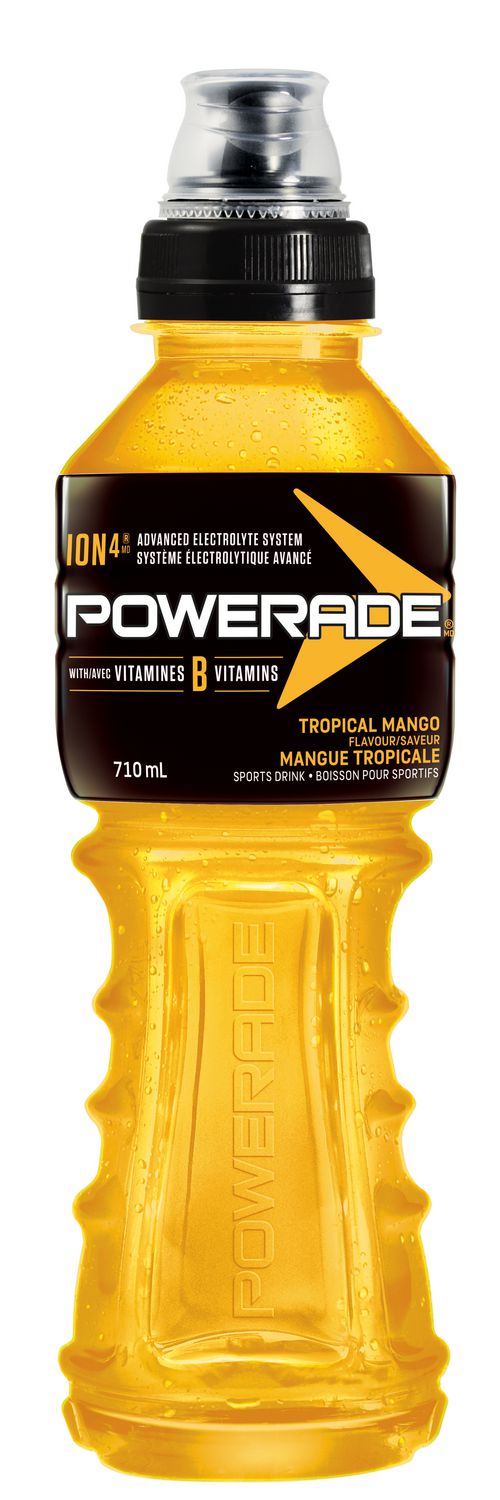 ION4® MD
ADVANCED ELECTROLYTE SYSTEM
SYSTÈME ÉLECTROLYTIQUE AVANCÉ
POWERADE® MD
WITH/AVEC VITAMINES B VITAMINS
TROPICAL MANGO
FLAVOUR/SAVEUR
MANGUE TROPICALE
710 mL
SPORTS DRINK • BOISSON POUR SPORTIFS
POWERADE